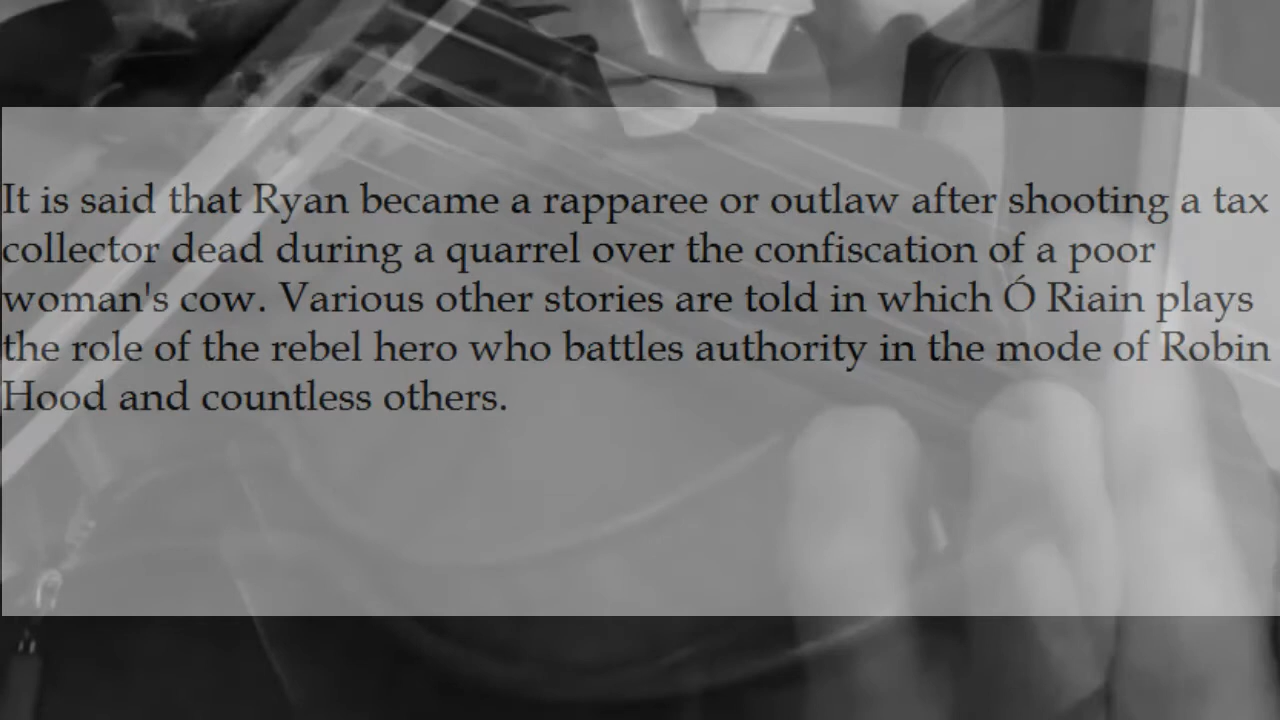 It is said that Ryan became a rapparee or outlaw after shooting a tax
collector dead during a quarrel over the confiscation of a poor
woman's cow. Various other stories are told in which Ó Riain plays
the role of the rebel hero who battles authority in the mode of Robin
Hood and countless others.